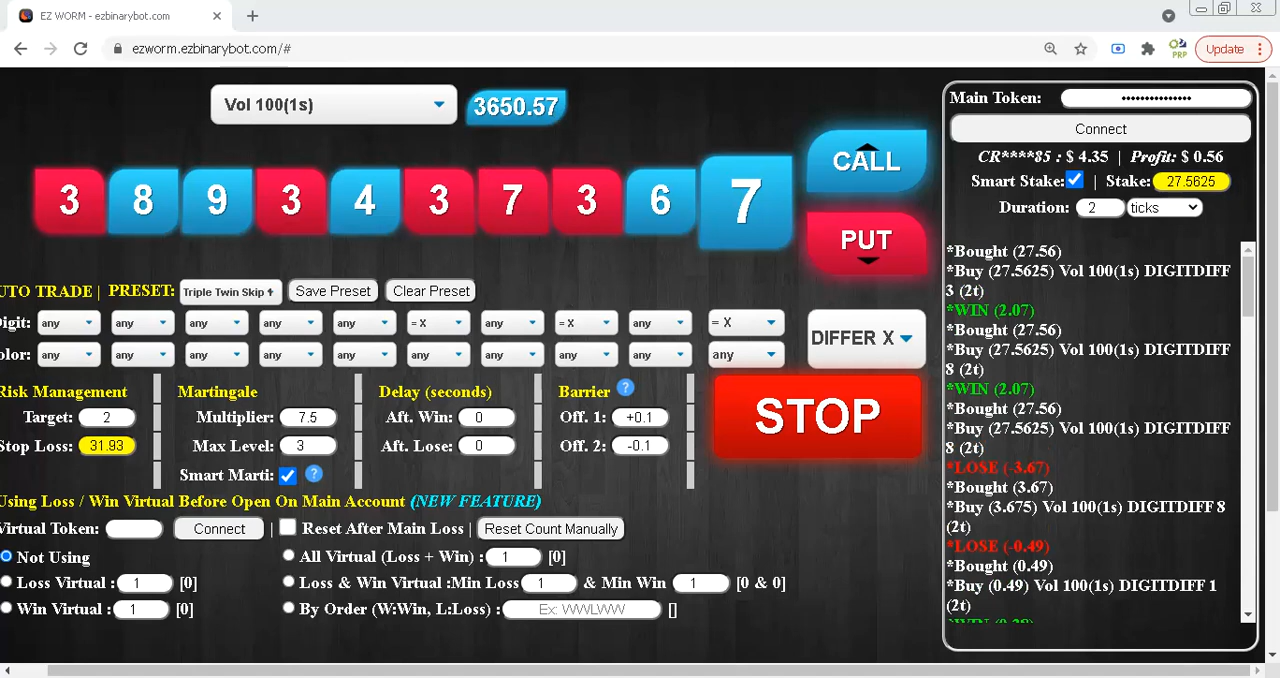 EZ WORM - ezbinarybot.com
ezworm.ezbinarybot.com/#
PRP
Update
Vol 100(1s)
3650.57
3 8 9 3 4 3 7 3 6 7
CALL
PUT
UTO TRADE | PRESET: Triple Twin Skip Save Preset Clear Preset
Digit: any any any any any = X any = X any = X
olor: any any any any any any any any any any
DIFFER X
STOP
Risk Management Martingale Delay (seconds) Barrier ?
Target: 2 Multiplier: 7.5 Aft. Win: 0 Off. 1: +0.1
Stop Loss: 31.93 Max Level: 3 Aft. Lose: 0 Off. 2: -0.1
Smart Marti: ?
Using Loss / Win Virtual Before Open On Main Account (NEW FEATURE)
Virtual Token: Connect | Reset After Main Loss | Reset Count Manually
Not Using All Virtual (Loss + Win) : 1 [0]
Loss Virtual : 1 [0] Loss & Win Virtual :Min Loss 1 & Min Win 1 [0 & 0]
Win Virtual : 1 [0] By Order (W:Win, L:Loss) : Ex: WWLWW []
Main Token: •••••••••••••••
Connect
CR****85 : $ 4.35 | Profit: $ 0.56
Smart Stake: | Stake: 27.5625
Duration: 2 ticks
*Bought (27.56)
*Buy (27.5625) Vol 100(1s) DIGITDIFF
3 (2t)
*WIN (2.07)
*Bought (27.56)
*Buy (27.5625) Vol 100(1s) DIGITDIFF
8 (2t)
*WIN (2.07)
*Bought (27.56)
*Buy (27.5625) Vol 100(1s) DIGITDIFF
8 (2t)
*LOSE (-3.67)
*Bought (3.67)
*Buy (3.675) Vol 100(1s) DIGITDIFF 8
(2t)
*LOSE (-0.49)
*Bought (0.49)
*Buy (0.49) Vol 100(1s) DIGITDIFF 1
(2t)